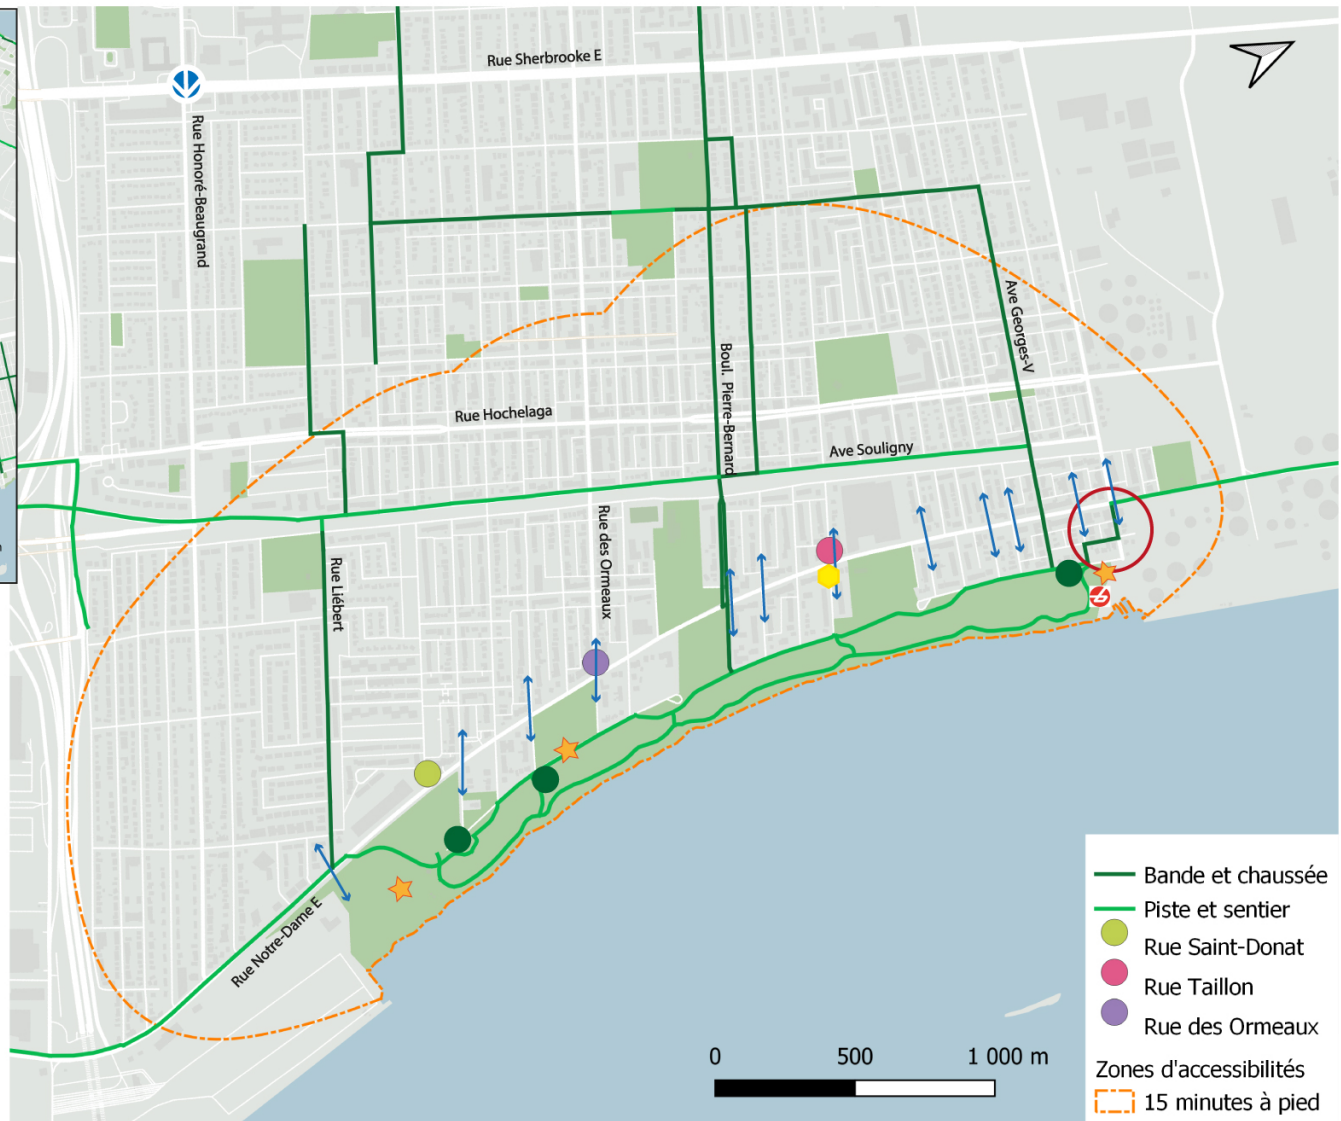 Rue Sherbrooke E
Rue Honoré-Beaugrand
Ave Georges-V
Boul. Pierre-Bernard
Rue Hochelaga
Ave Souligny
Rue des Ormeaux
Rue Liébert
Rue Notre-Dame E
0 500 1 000 m
Bande et chaussée
Piste et sentier
Rue Saint-Donat
Rue Taillon
Rue des Ormeaux
Zones d'accessibilités
15 minutes à pied